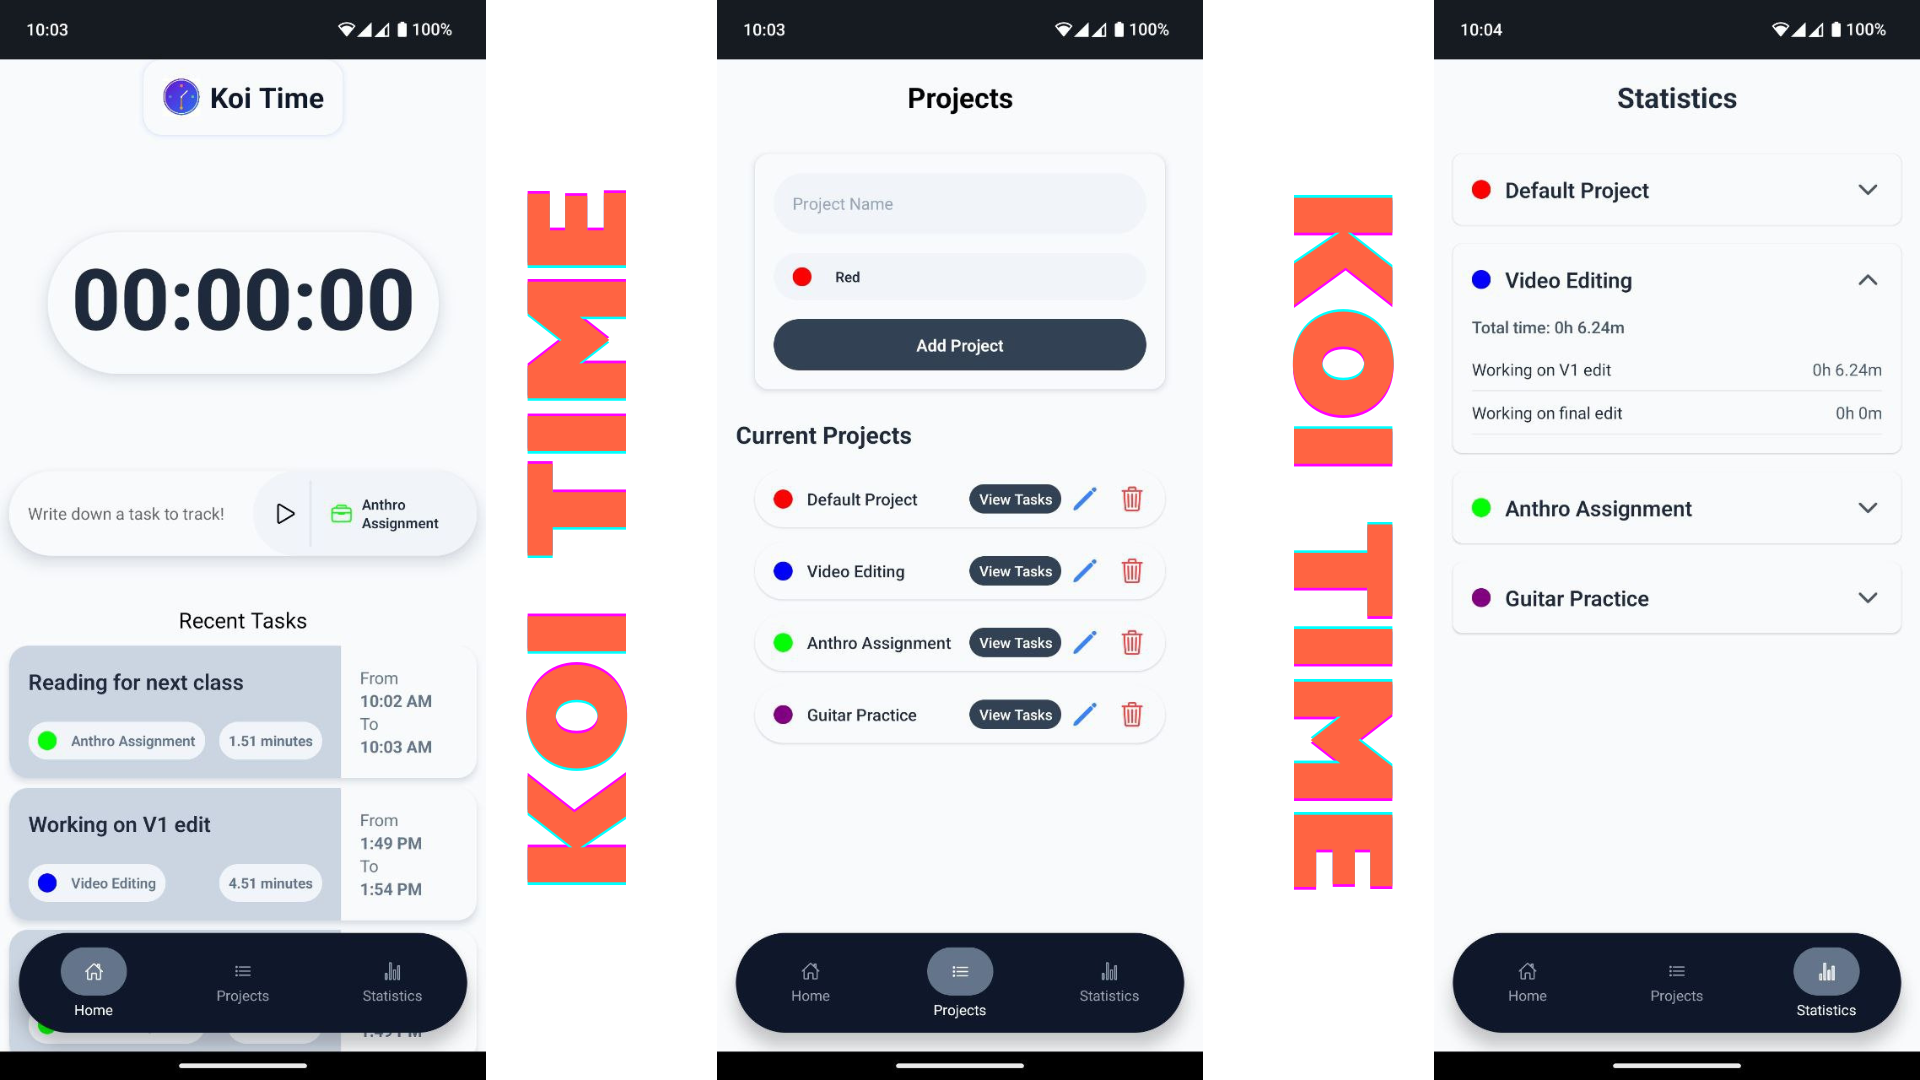 10:03
100%
Koi Time
00:00:00
Write down a task to track!
Anthro
Assignment
Recent Tasks
Reading for next class
Anthro Assignment
1.51 minutes
From
10:02 AM
To
10:03 AM
Working on V1 edit
Video Editing
4.51 minutes
From
1:49 PM
To
1:54 PM
Home
Projects
Statistics
KOI TIME
10:03
100%
Projects
Project Name
Red
Add Project
Current Projects
Default Project
View Tasks
Video Editing
View Tasks
Anthro Assignment
View Tasks
Guitar Practice
View Tasks
Home
Projects
Statistics
KOI TIME
10:04
100%
Statistics
Default Project
Video Editing
Total time: 0h 6.24m
Working on V1 edit
0h 6.24m
Working on final edit
0h 0m
Anthro Assignment
Guitar Practice
Home
Projects
Statistics